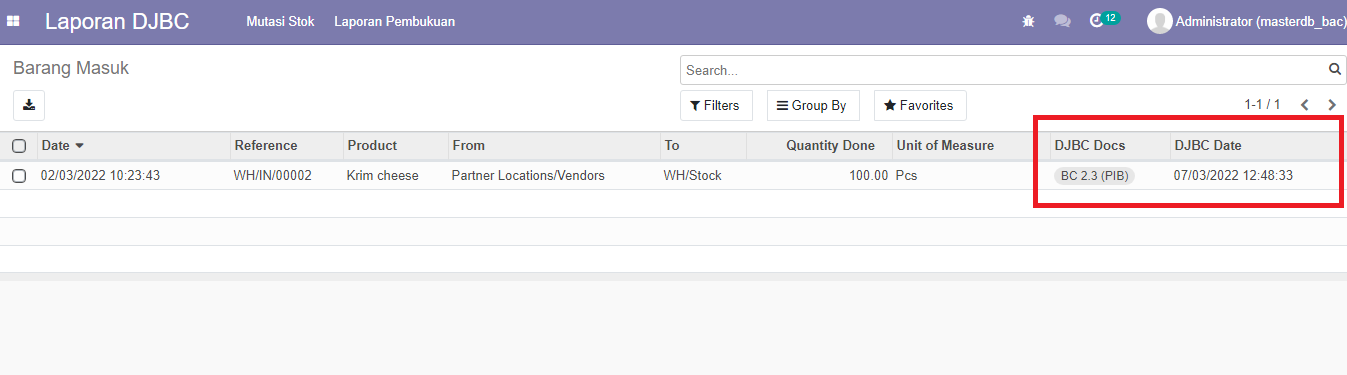 Laporan DJBC Mutasi Stok Laporan Pembukuan 12 Administrator (masterdb_bac)
Barang Masuk Search...
Filters Group By Favorites 1-1 / 1
Date Reference Product From To Quantity Done Unit of Measure DJBC Docs DJBC Date
02/03/2022 10:23:43 WH/IN/00002 Krim cheese Partner Locations/Vendors WH/Stock 100.00 Pcs BC 2.3 (PIB) 07/03/2022 12:48:33